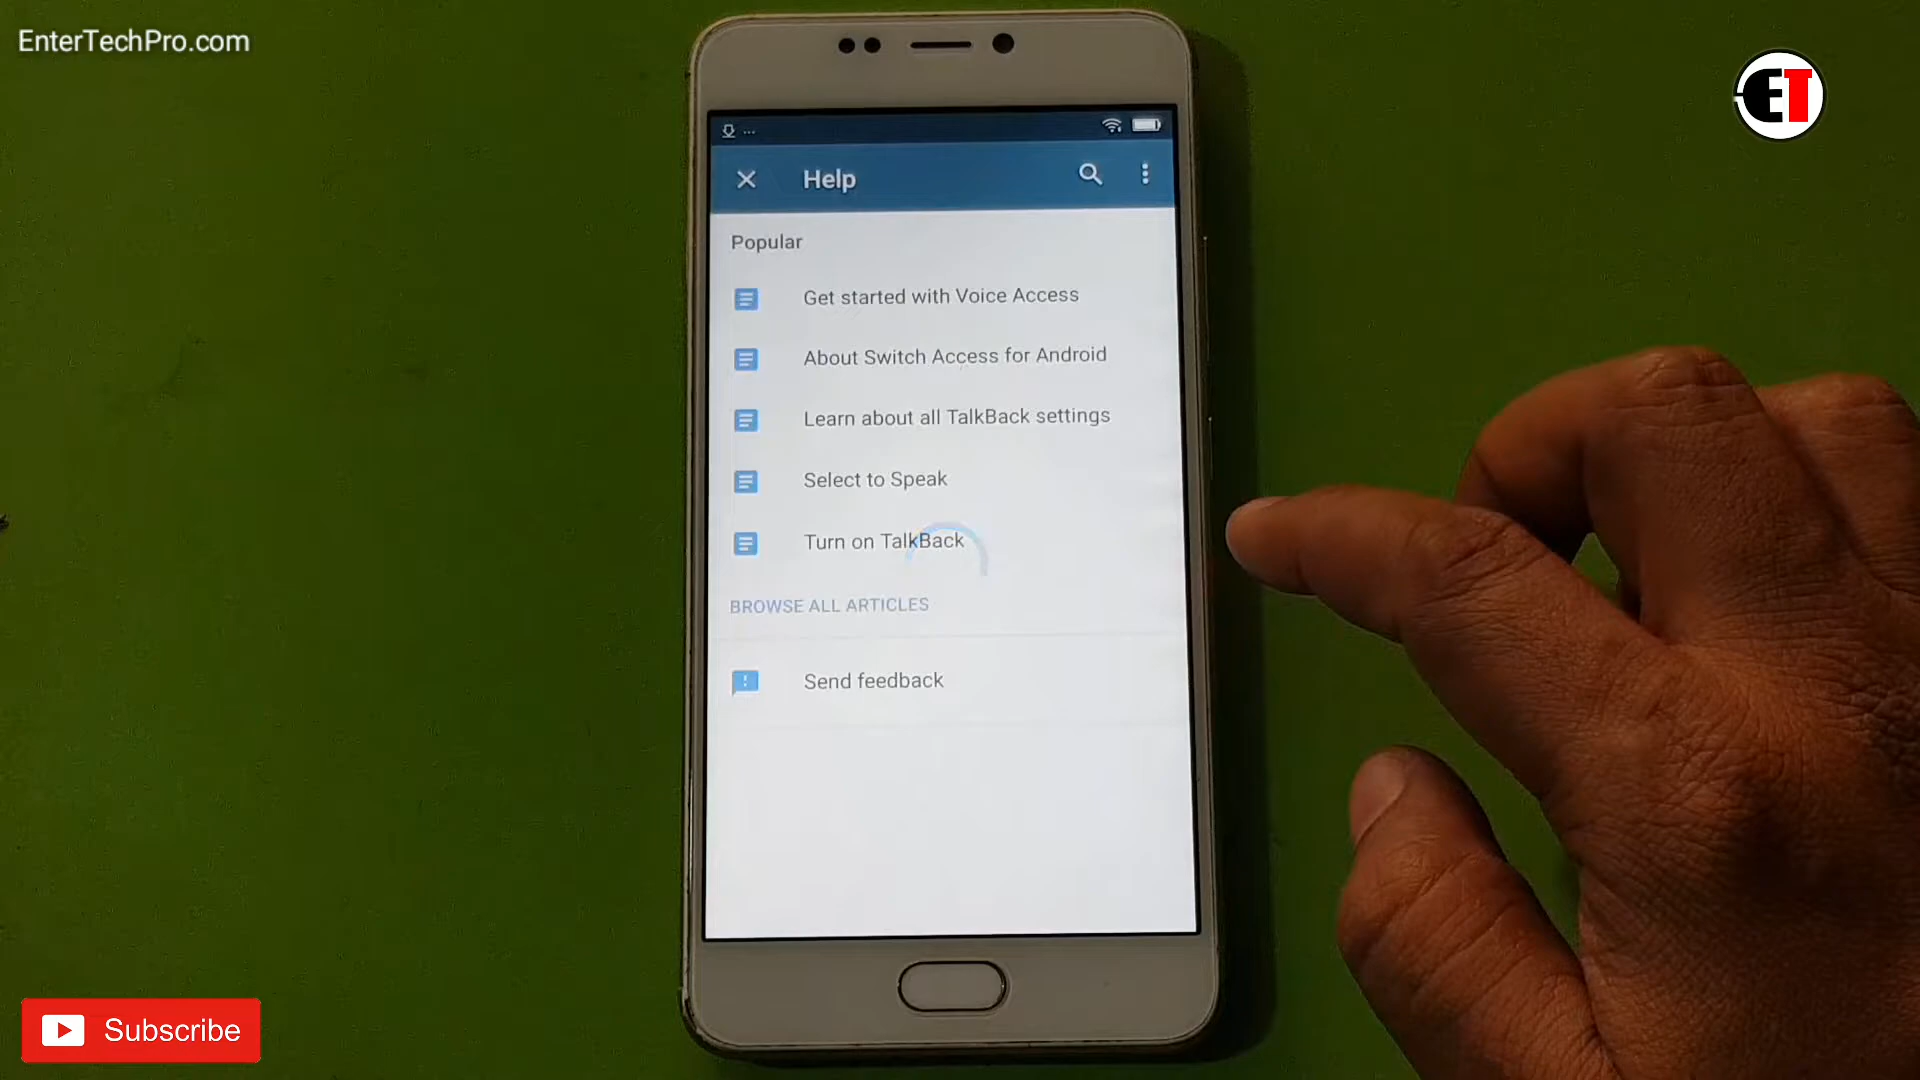 EnterTechPro.com
ET
...
Help
Popular
Get started with Voice Access
About Switch Access for Android
Learn about all TalkBack settings
Select to Speak
Turn on TalkBack
BROWSE ALL ARTICLES
Send feedback
Subscribe